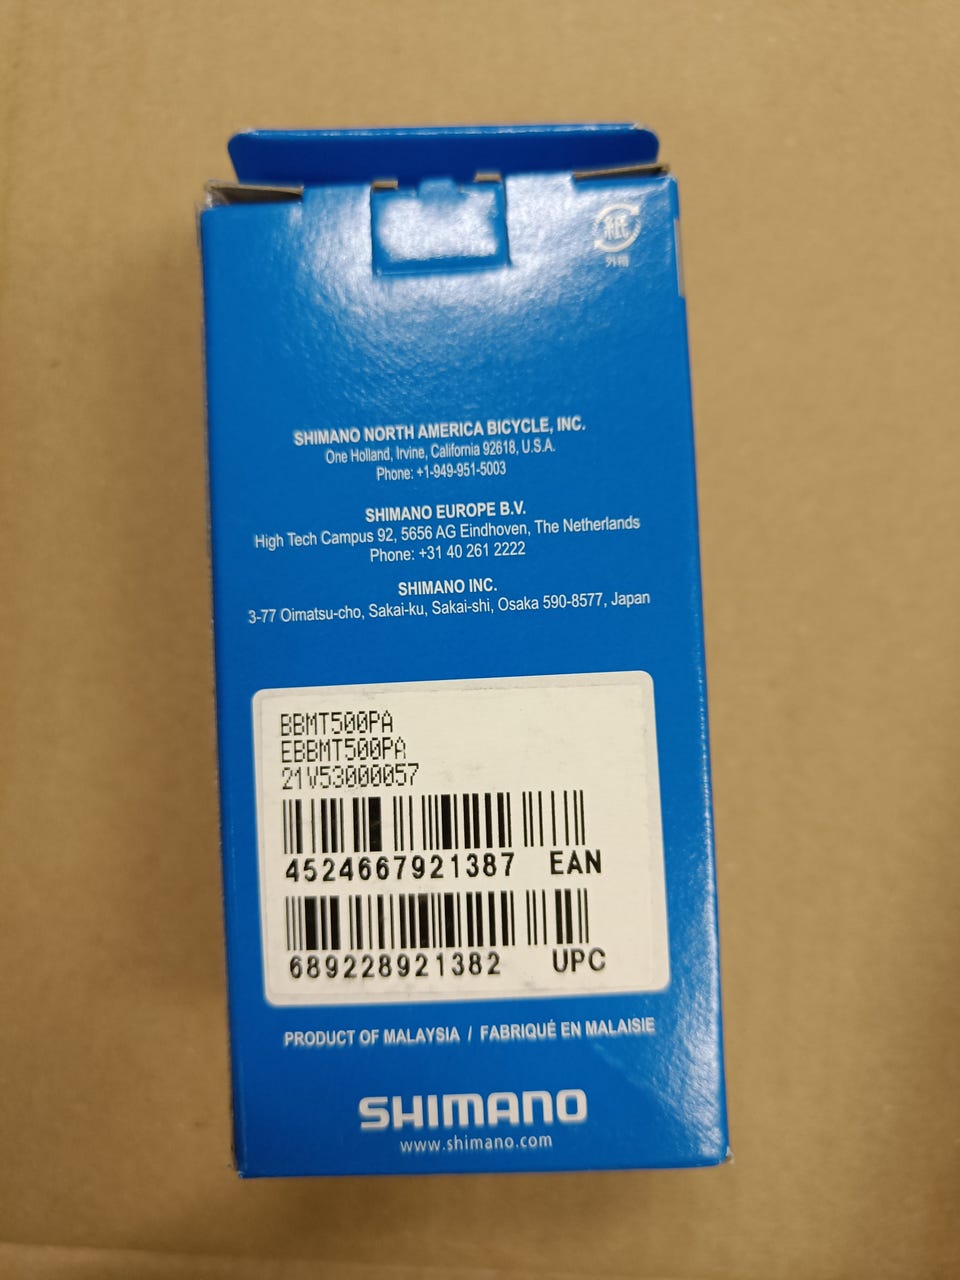 紙
外箱
SHIMANO NORTH AMERICA BICYCLE, INC.
One Holland, Irvine, California 92618, U.S.A.
Phone: +1-949-951-5003
SHIMANO EUROPE B.V.
High Tech Campus 92, 5656 AG Eindhoven, The Netherlands
Phone: +31 40 261 2222
SHIMANO INC.
3-77 Oimatsu-cho, Sakai-ku, Sakai-shi, Osaka 590-8577, Japan
BBMT500PA
EBBMT500PA
21V53000057
4524667921387 EAN
689228921382 UPC
PRODUCT OF MALAYSIA / FABRIQUÉ EN MALAISIE
SHIMANO
www.shimano.com